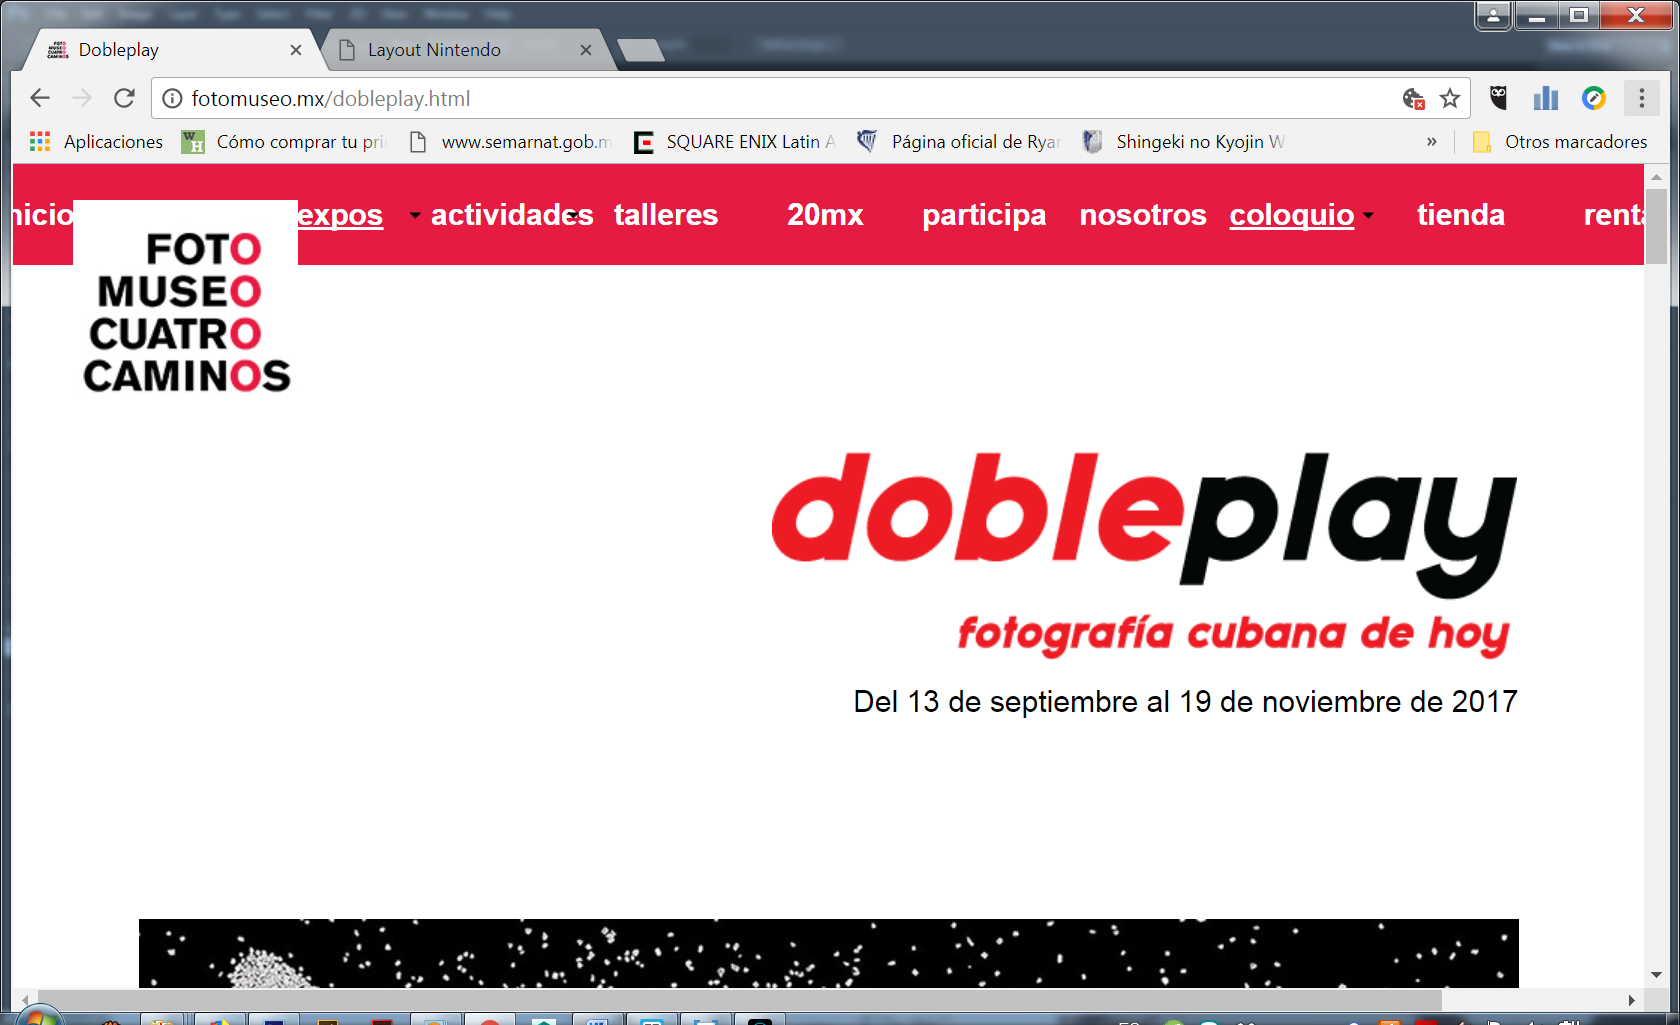 Dobleplay
Layout Nintendo
fotomuseo.mx/dobleplay.html
Aplicaciones
Cómo comprar tu pri
www.semarnat.gob.m
SQUARE ENIX Latin A
Página oficial de Ryan
Shingeki no Kyojin W
»
Otros marcadores
nicio expos actividades talleres 20mx participa nosotros coloquio tienda renta
FOTO
MUSEO
CUATRO
CAMINOS
dobleplay
fotografía cubana de hoy
Del 13 de septiembre al 19 de noviembre de 2017